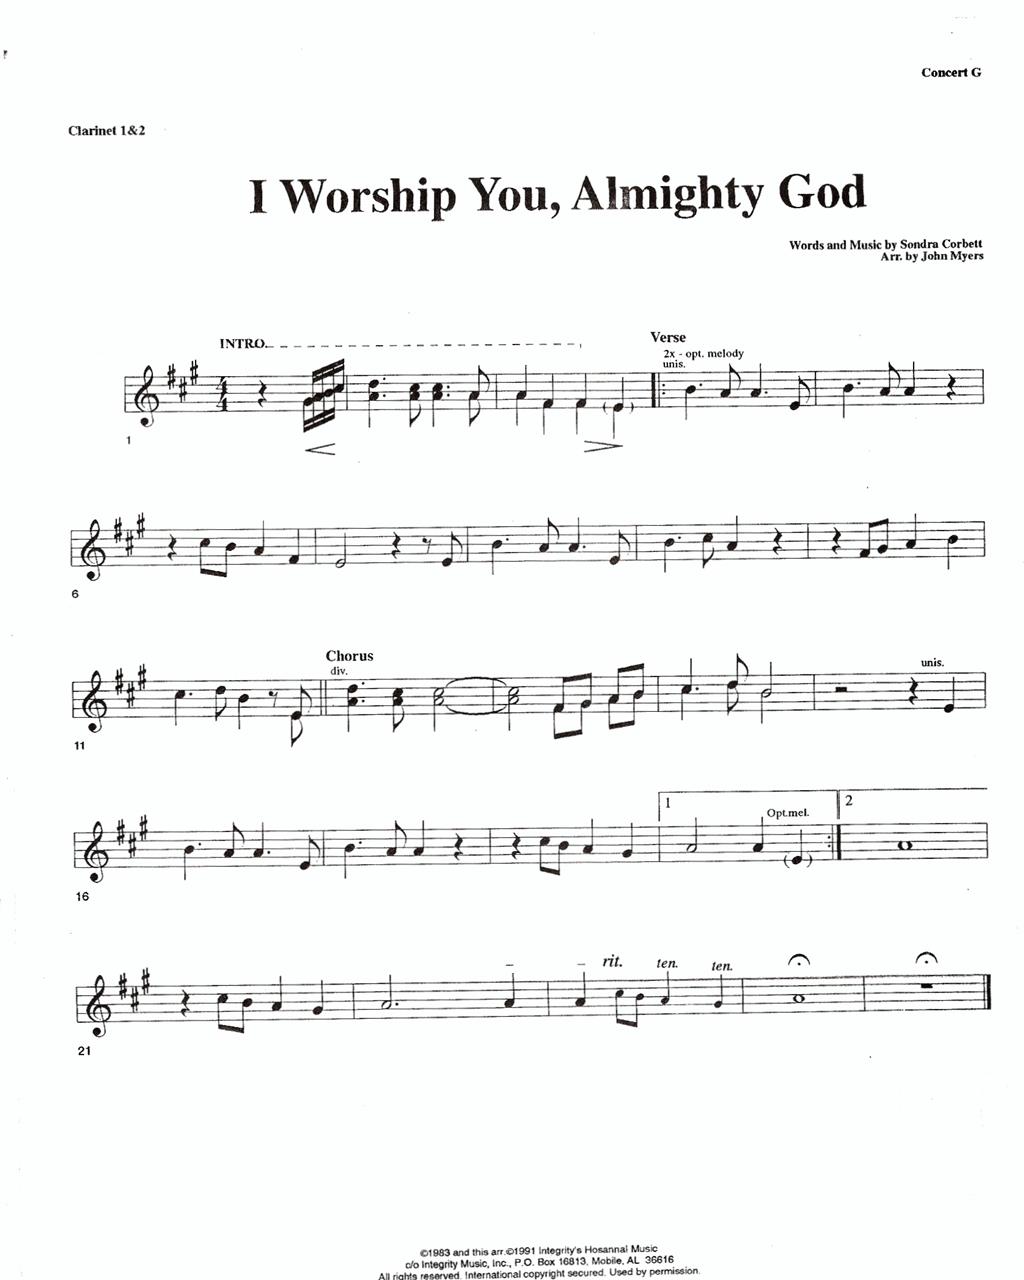 Concert G
Clarinet 1&2
I Worship You, Almighty God
Words and Music by Sondra Corbett
Arr. by John Myers
INTRO.
Verse
2x - opt. melody
unis.
1
6
Chorus
div.
unis.
11
1
Opt.mel.
2
16
rit.
ten.
ten.
21
©1983 and this arr.©1991 Integrity's Hosanna! Music
c/o Integrity Music, Inc., P.O. Box 16813, Mobile, AL 36616
All rights reserved. International copyright secured. Used by permission.